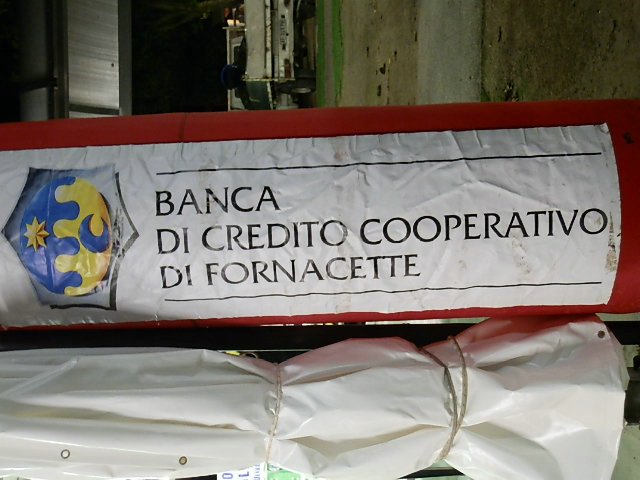 BANCA
DI CREDITO COOPERATIVO
DI FORNACETTE